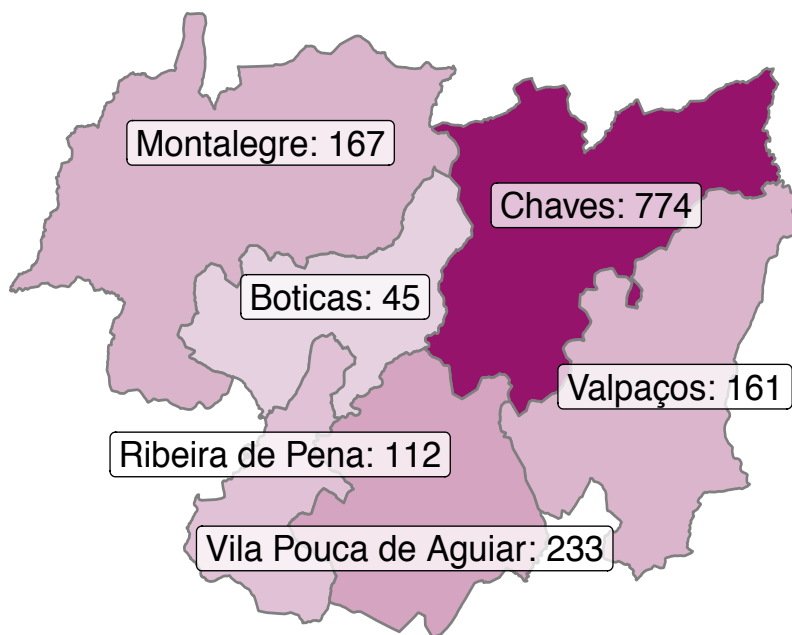 Montalegre: 167
Chaves: 774
Boticas: 45
Valpaços: 161
Ribeira de Pena: 112
Vila Pouca de Aguiar: 233